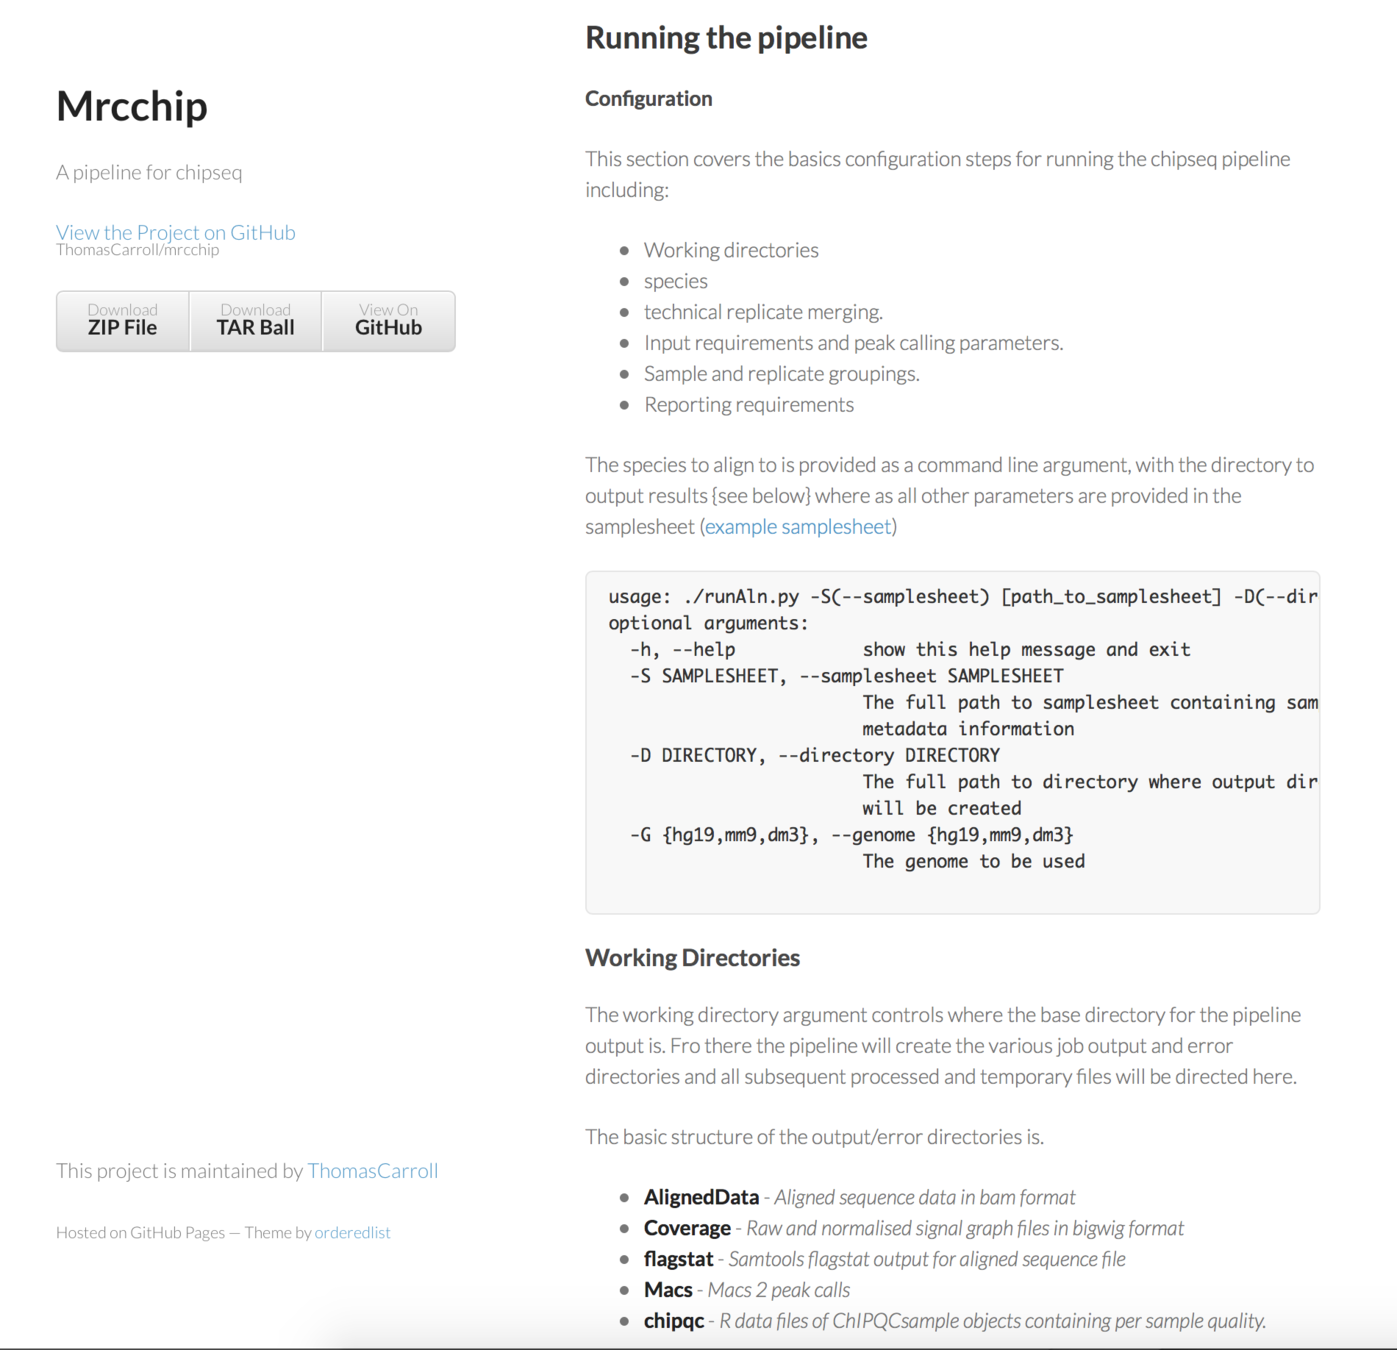 Mrcchip
A pipeline for chipseq
View the Project on GitHub
ThomasCarroll/mrcchip
Download
ZIP File
Download
TAR Ball
View On
GitHub
This project is maintained by ThomasCarroll
Hosted on GitHub Pages — Theme by orderedlist
Running the pipeline
Configuration
This section covers the basics configuration steps for running the chipseq pipeline
including:
• Working directories
• species
• technical replicate merging.
• Input requirements and peak calling parameters.
• Sample and replicate groupings.
• Reporting requirements
The species to align to is provided as a command line argument, with the directory to
output results {see below} where as all other parameters are provided in the
samplesheet (example samplesheet)
usage: ./runAln.py -S(--samplesheet) [path_to_samplesheet] -D(--dir
optional arguments:
-h, --help show this help message and exit
-S SAMPLESHEET, --samplesheet SAMPLESHEET
The full path to samplesheet containing sam
metadata information
-D DIRECTORY, --directory DIRECTORY
The full path to directory where output dir
will be created
-G {hg19,mm9,dm3}, --genome {hg19,mm9,dm3}
The genome to be used
Working Directories
The working directory argument controls where the base directory for the pipeline
output is. Fro there the pipeline will create the various job output and error
directories and all subsequent processed and temporary files will be directed here.
The basic structure of the output/error directories is.
• AlignedData - Aligned sequence data in bam format
• Coverage - Raw and normalised signal graph files in bigwig format
• flagstat - Samtools flagstat output for aligned sequence file
• Macs - Macs 2 peak calls
• chipqc - R data files of ChIPQCsample objects containing per sample quality.